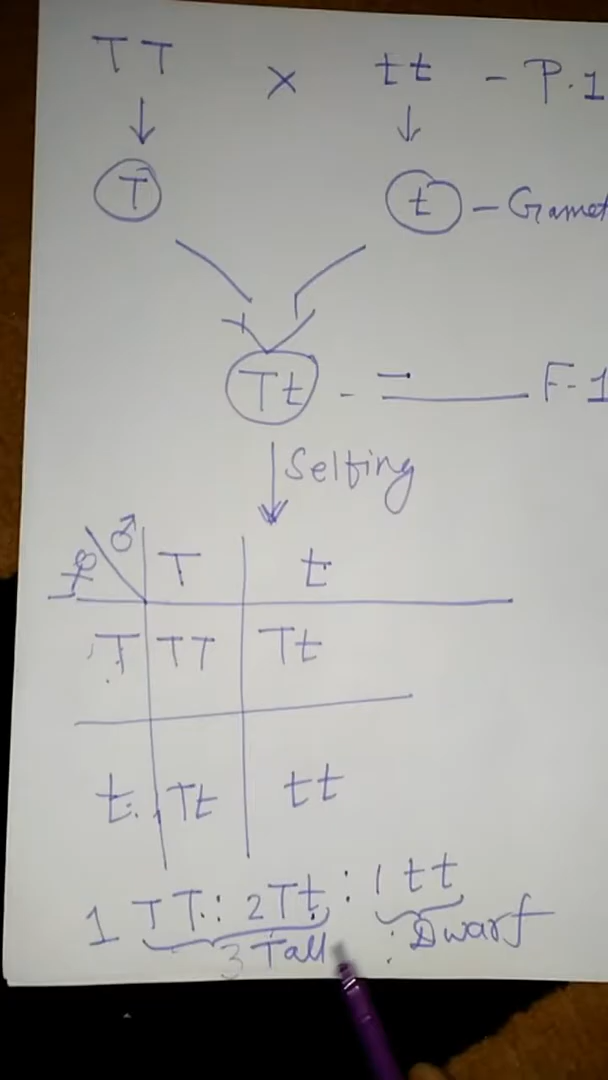 TT × tt - P.1
T t - Gamet
Tt - F-1
Selfing
♀ ♂ T t
T TT Tt
t Tt tt
1 TT : 2Tt : 1 tt
3 Tall : Dwarf